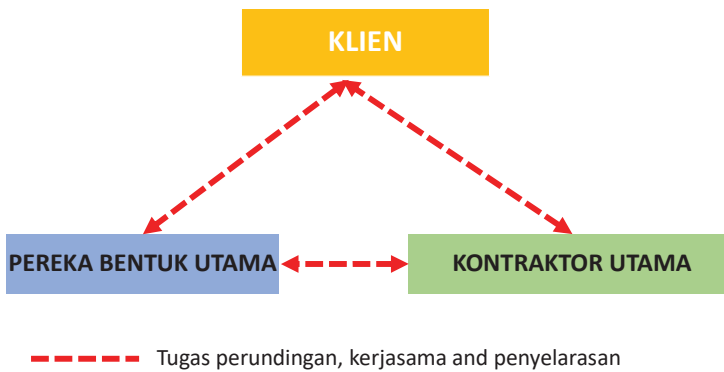 KLIEN
PEREKA BENTUK UTAMA
KONTRAKTOR UTAMA
Tugas perundingan, kerjasama and penyelarasan